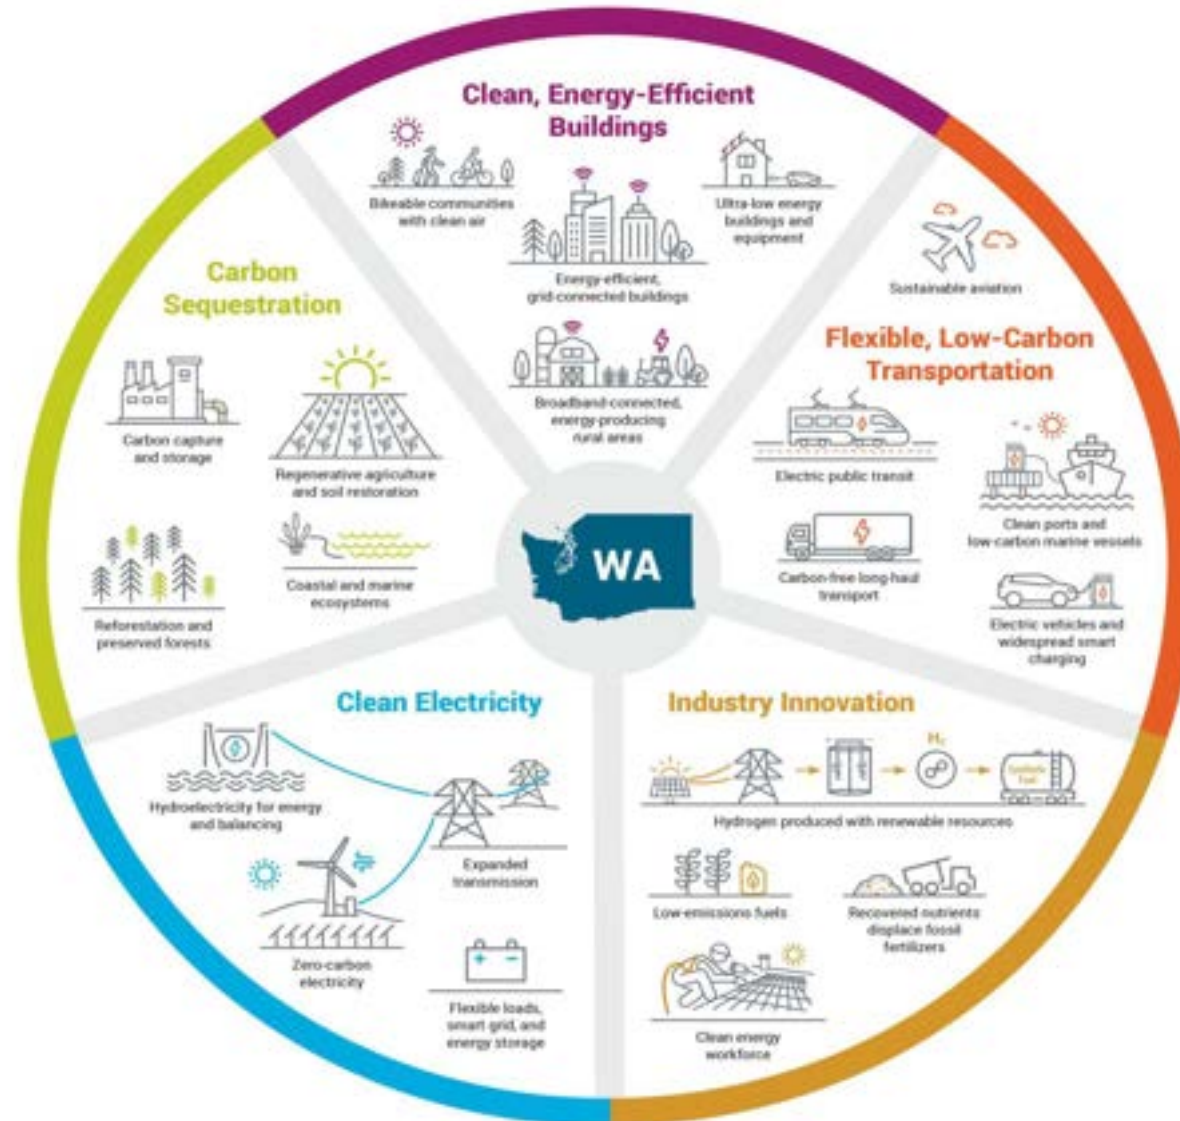 Clean, Energy-Efficient
Buildings
Bikeable communities
with clean air
Energy-efficient,
grid-connected buildings
Ultra-low energy
buildings and
equipment
Broadband-connected,
energy-producing
rural areas
Sustainable aviation
Flexible, Low-Carbon
Transportation
Electric public transit
Clean ports and
low-carbon marine vessels
Carbon-free long-haul
transport
Electric vehicles and
widespread smart
charging
Carbon
Sequestration
Carbon capture
and storage
Regenerative agriculture
and soil restoration
Reforestation and
preserved forests
Coastal and marine
ecosystems
WA
Clean Electricity
Hydroelectricity for energy
and balancing
Expanded
transmission
Zero-carbon
electricity
+ −
Flexible loads,
smart grid, and
energy storage
Industry Innovation
H₂
Synthetic
Fuel
Hydrogen produced with renewable resources
Low-emissions fuels
Recovered nutrients
displace fossil
fertilizers
Clean energy
workforce